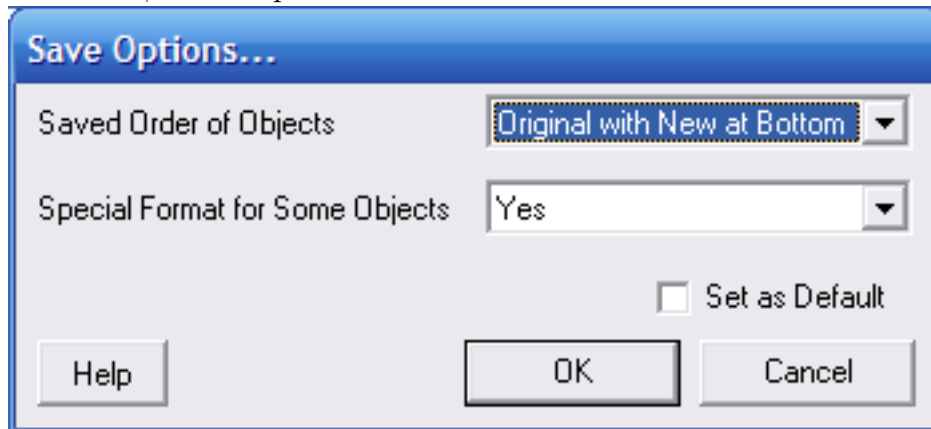 Save Options...
Saved Order of Objects Original with New at Bottom
Special Format for Some Objects Yes
Set as Default
Help OK Cancel